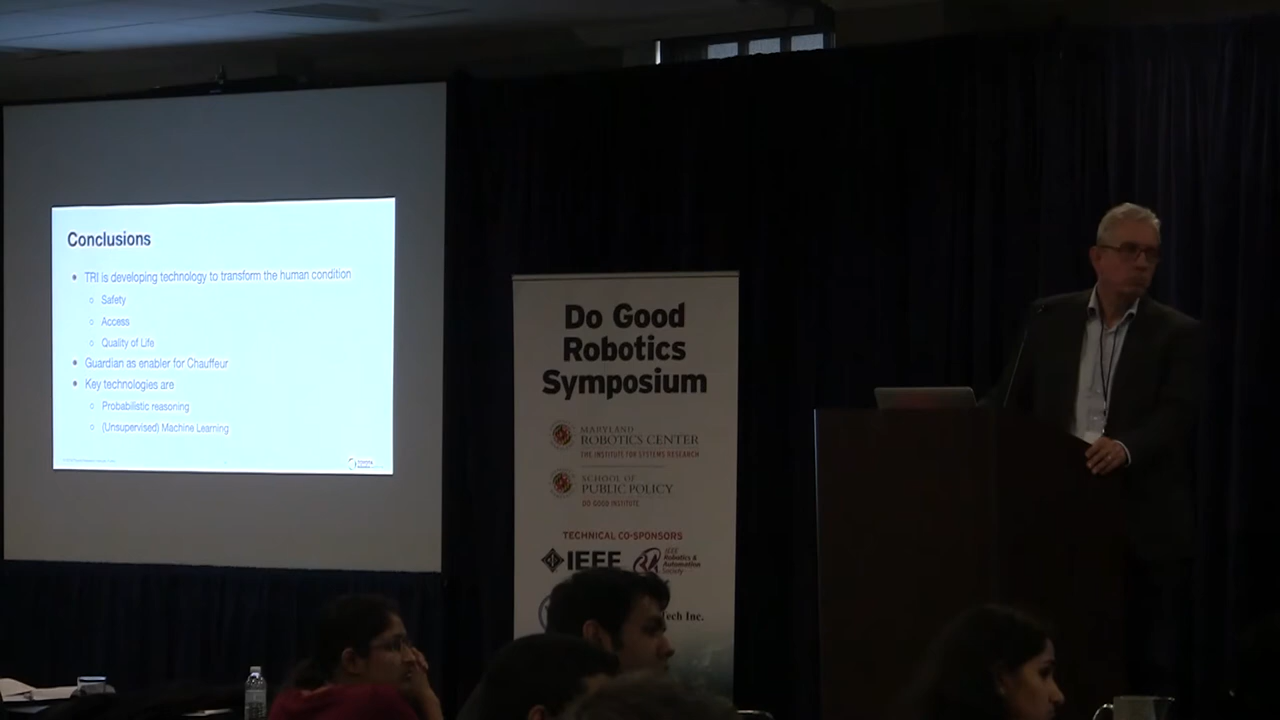 Conclusions
TRI is developing technology to transform the human condition
Safety
Access
Quality of Life
Guardian as enabler for Chauffeur
Key technologies are
Probabilistic reasoning
(Unsupervised) Machine Learning
TOYOTA
Do Good
Robotics
Symposium
MARYLAND
ROBOTICS CENTER
THE INSTITUTE FOR SYSTEMS RESEARCH
SCHOOL OF
PUBLIC POLICY
DO GOOD INSTITUTE
TECHNICAL CO-SPONSORS
IEEE
IEEE
Robotics &
Automation
Society
Tech Inc.